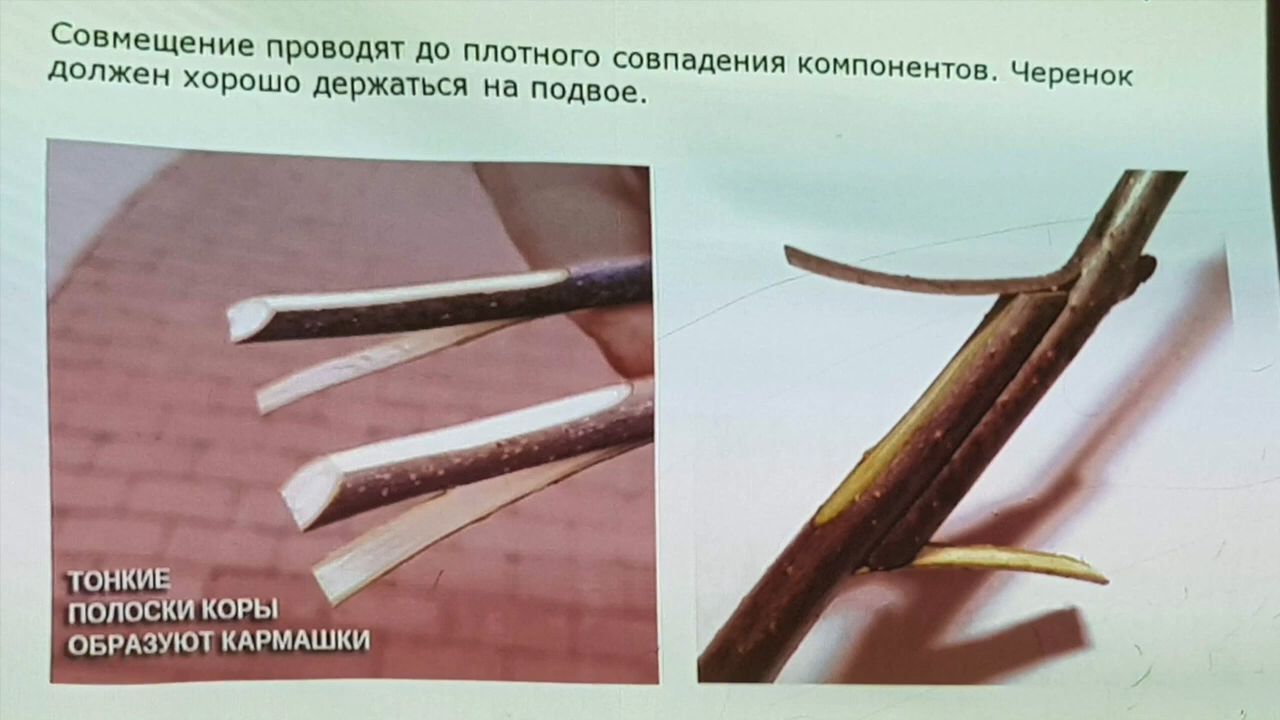 Совмещение проводят до плотного совпадения компонентов. Черенок
должен хорошо держаться на подвое.
ТОНКИЕ
ПОЛОСКИ КОРЫ
ОБРАЗУЮТ КАРМАШКИ